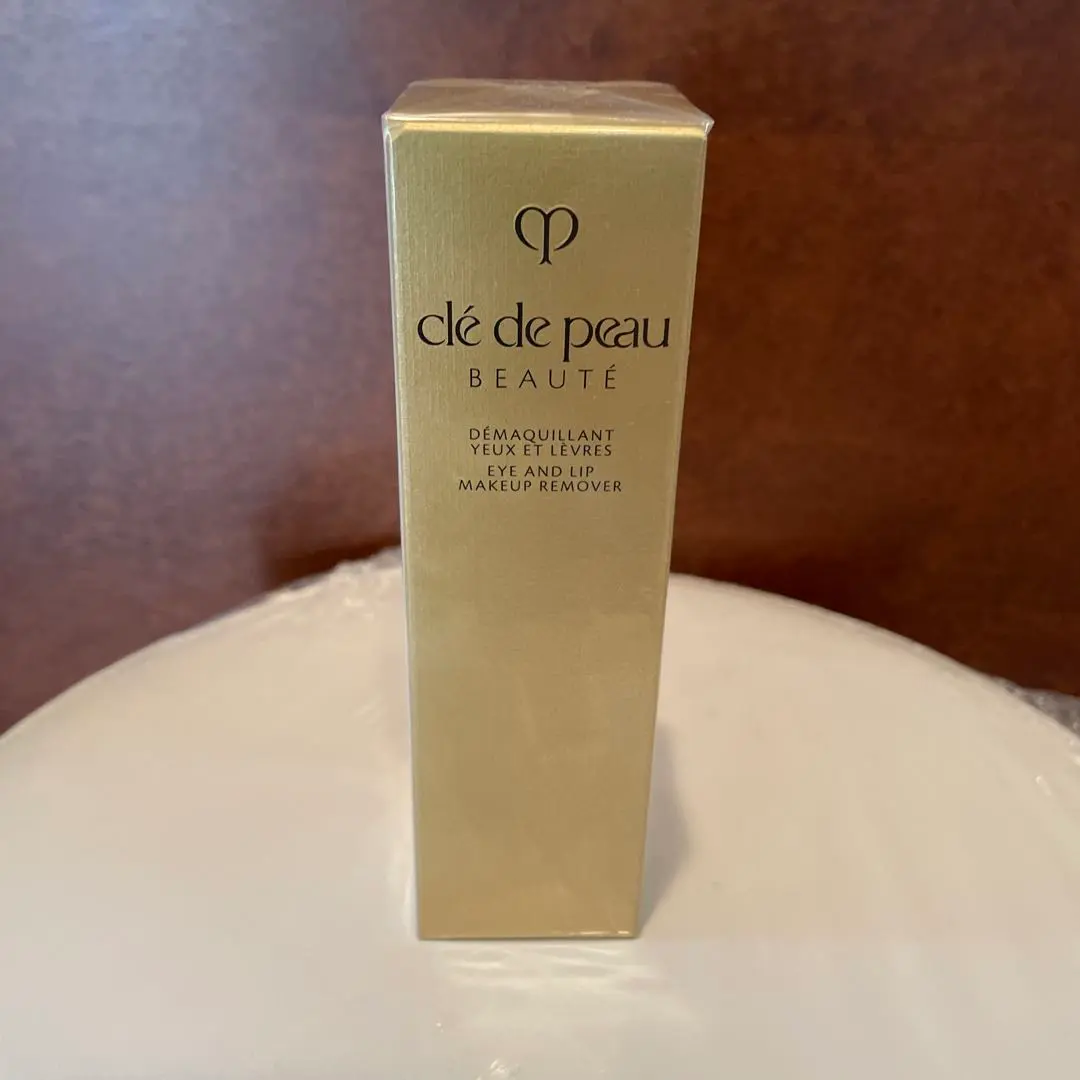 clé de peau
BEAUTÉ
DÉMAQUILLANT
YEUX ET LÈVRES
EYE AND LIP
MAKEUP REMOVER